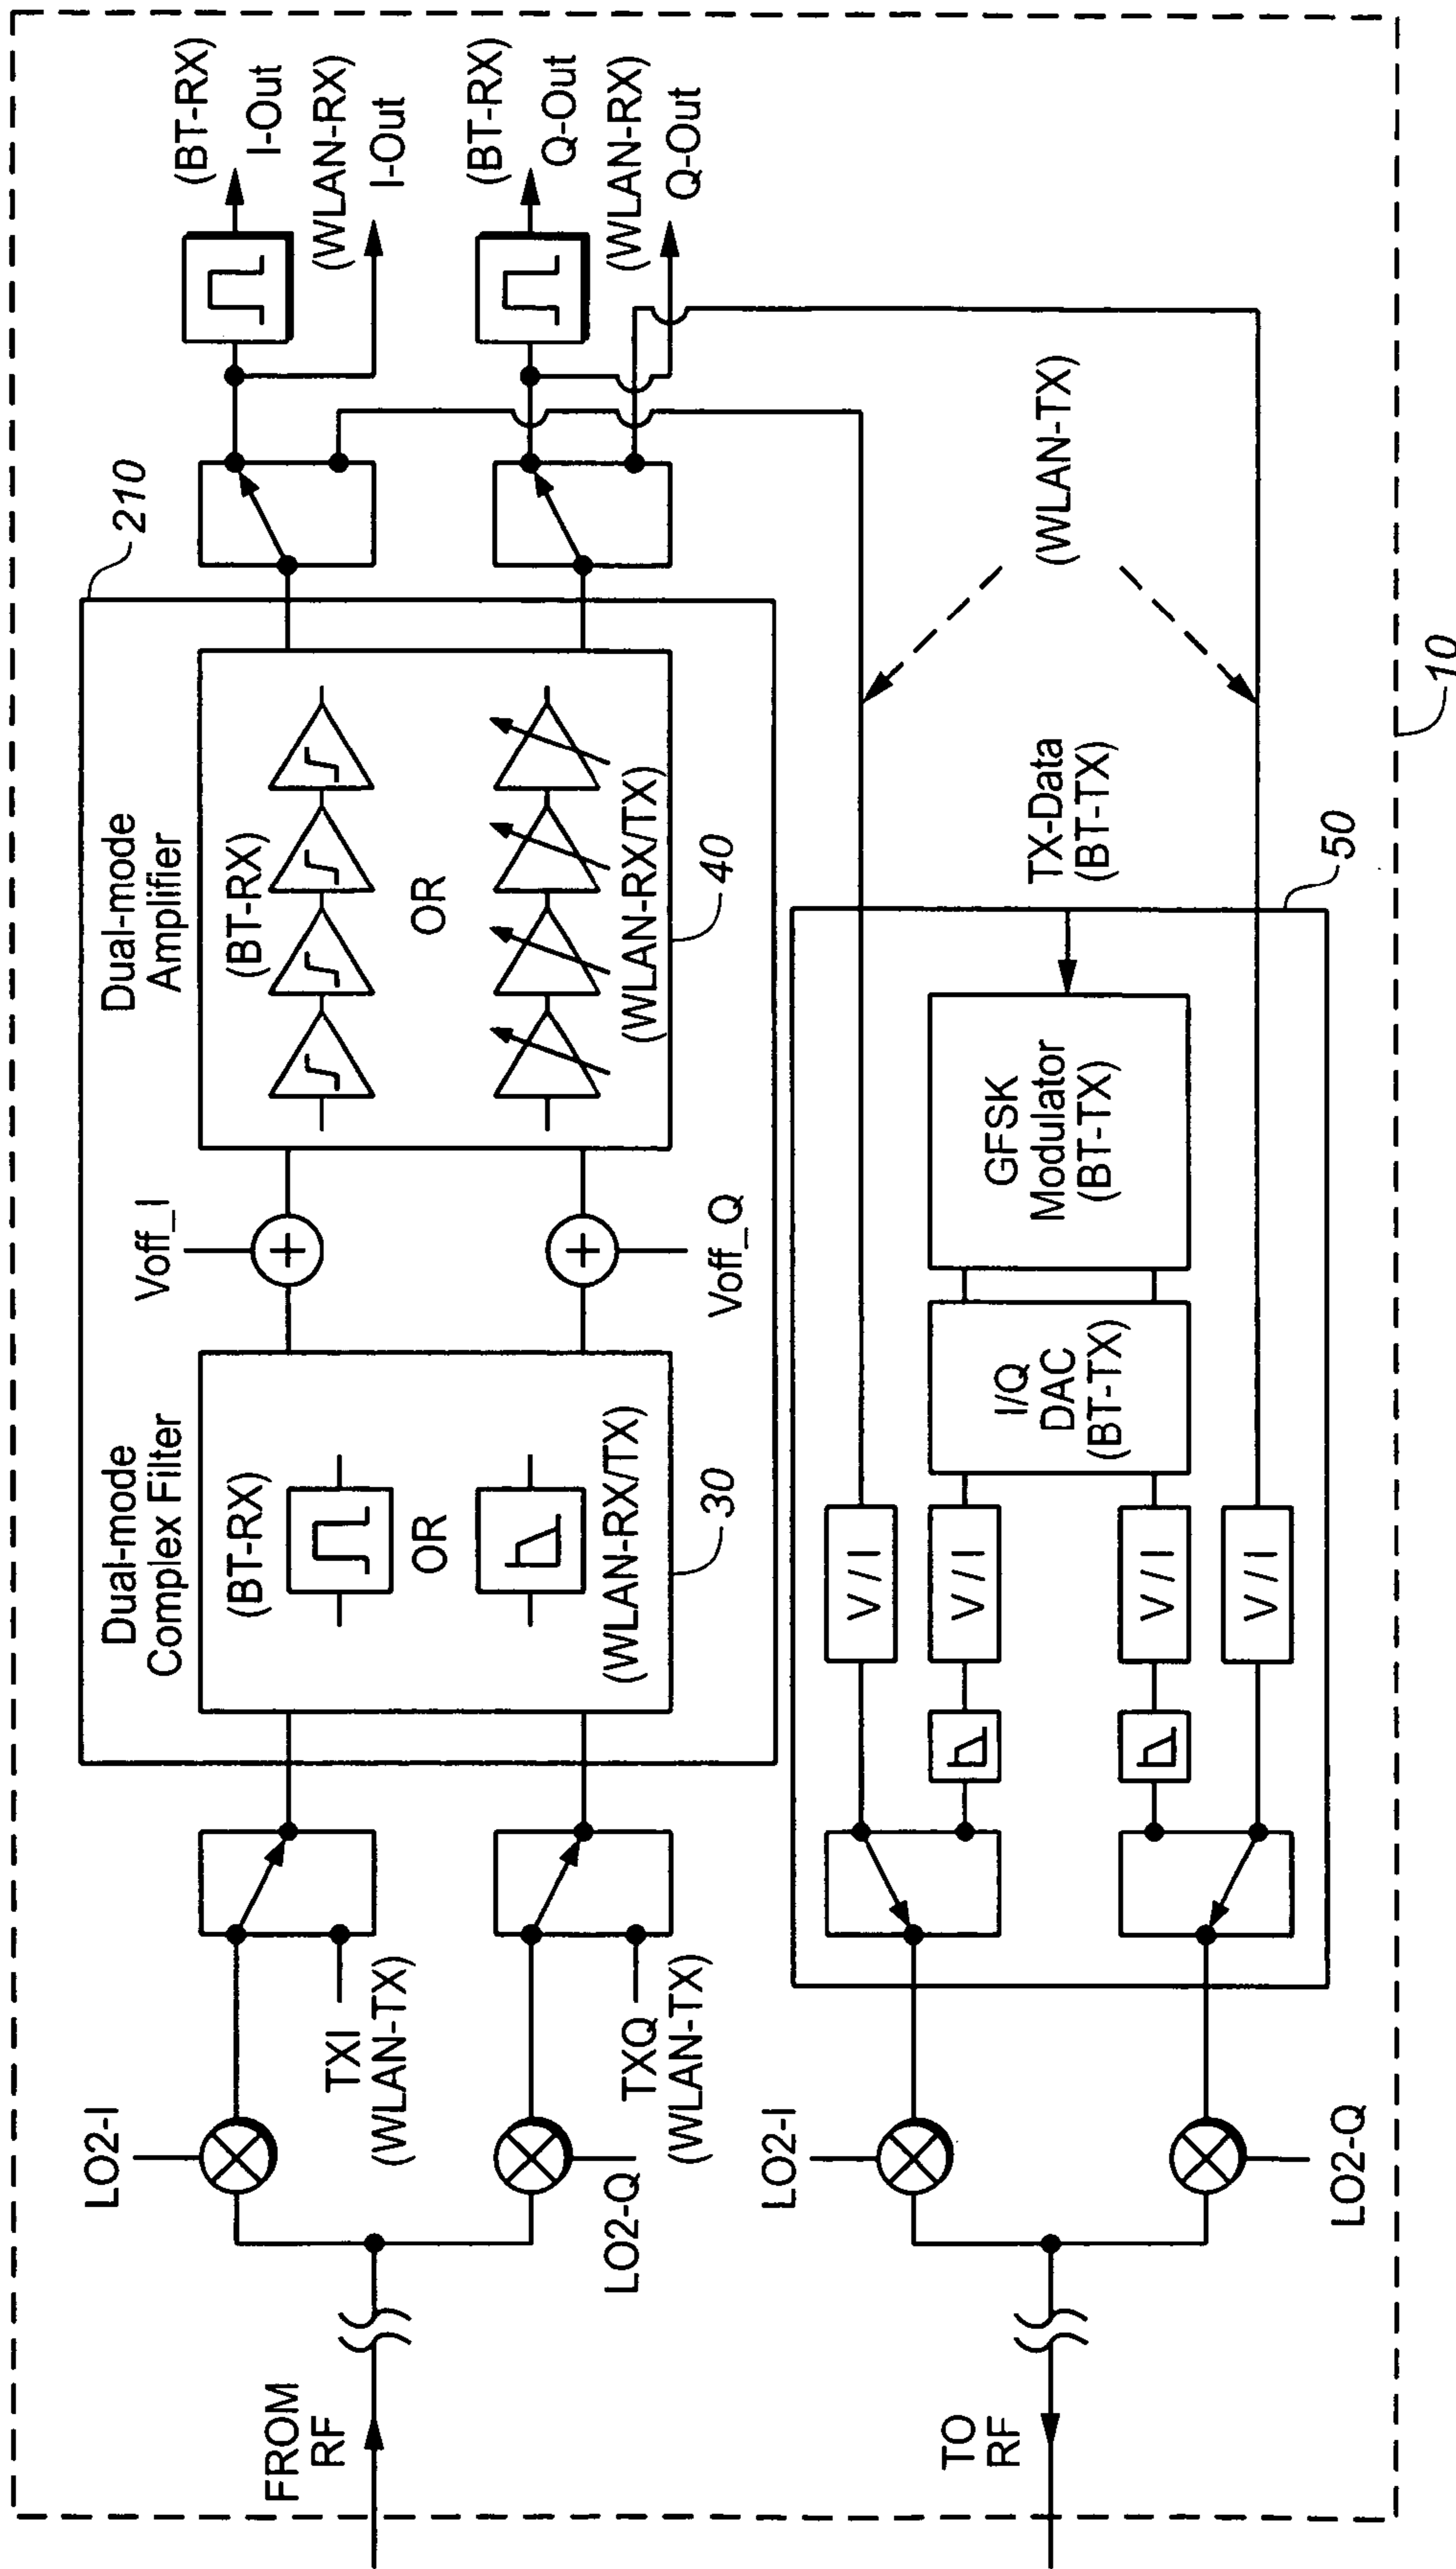 FROM
RF
LO2-I
LO2-Q
TXI
(WLAN-TX)
TXQ
(WLAN-TX)
Dual-mode
Complex Filter
(BT-RX)
OR
(WLAN-RX/TX)
30
Voff_I
Voff_Q
Dual-mode
Amplifier
(BT-RX)
OR
(WLAN-RX/TX)
40
210
(BT-RX)
I-Out
(WLAN-RX)
I-Out
(BT-RX)
Q-Out
(WLAN-RX)
Q-Out
TO
RF
LO2-I
LO2-Q
V / I
V / I
V / I
V / I
I/Q
DAC
(BT-TX)
GFSK
Modulator
(BT-TX)
TX-Data
(BT-TX)
50
(WLAN-TX)
10